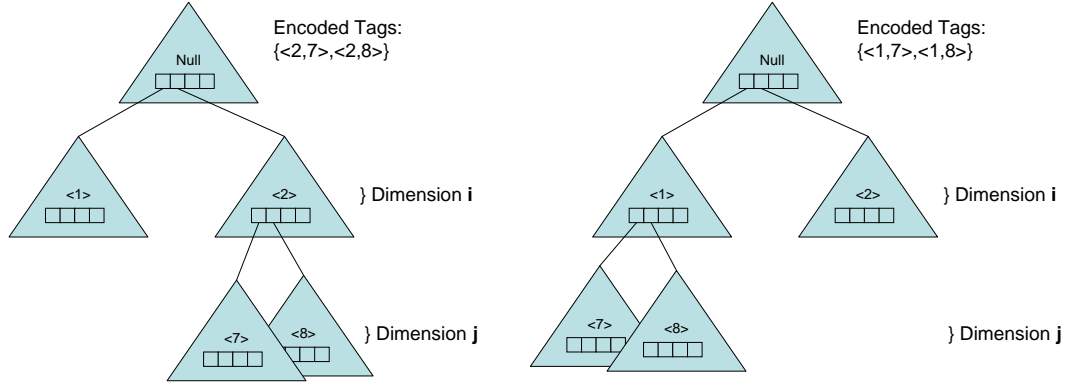 Encoded Tags:
{<2,7>,<2,8>}
Null
<1>
<2>
} Dimension i
<7>
<8>
} Dimension j
Encoded Tags:
{<1,7>,<1,8>}
Null
<1>
<2>
} Dimension i
<7>
<8>
} Dimension j